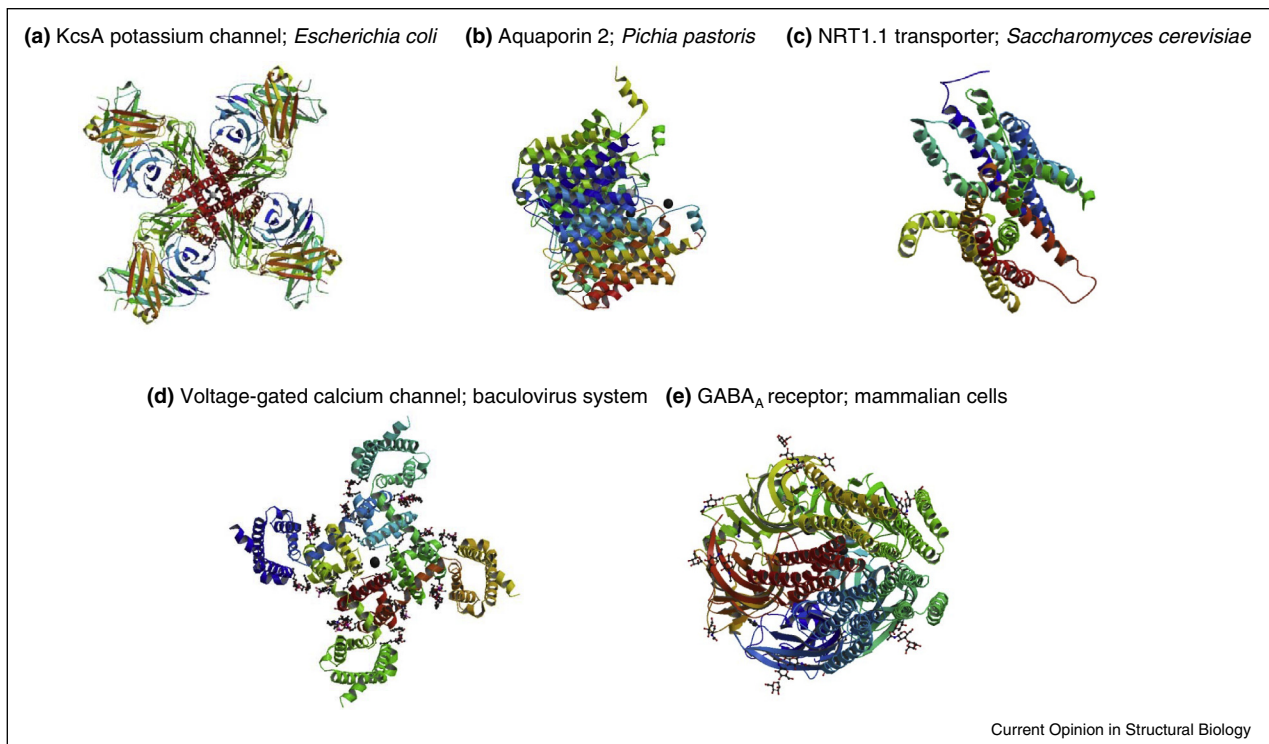 (a) KcsA potassium channel; Escherichia coli
(b) Aquaporin 2; Pichia pastoris
(c) NRT1.1 transporter; Saccharomyces cerevisiae
(d) Voltage-gated calcium channel; baculovirus system
(e) GABAA receptor; mammalian cells
Current Opinion in Structural Biology